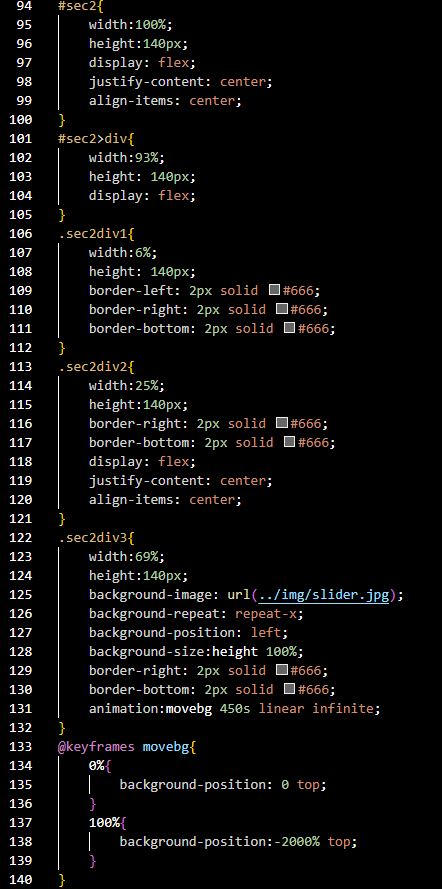 94 #sec2{
95 width:100%;
96 height:140px;
97 display: flex;
98 justify-content: center;
99 align-items: center;
100 }
101 #sec2>div{
102 width:93%;
103 height: 140px;
104 display: flex;
105 }
106 .sec2div1{
107 width:6%;
108 height: 140px;
109 border-left: 2px solid #666;
110 border-right: 2px solid #666;
111 border-bottom: 2px solid #666;
112 }
113 .sec2div2{
114 width:25%;
115 height:140px;
116 border-right: 2px solid #666;
117 border-bottom: 2px solid #666;
118 display: flex;
119 justify-content: center;
120 align-items: center;
121 }
122 .sec2div3{
123 width:69%;
124 height:140px;
125 background-image: url(../img/slider.jpg);
126 background-repeat: repeat-x;
127 background-position: left;
128 background-size:height 100%;
129 border-right: 2px solid #666;
130 border-bottom: 2px solid #666;
131 animation:movebg 450s linear infinite;
132 }
133 @keyframes movebg{
134 0%{
135 background-position: 0 top;
136 }
137 100%{
138 background-position:-2000% top;
139 }
140 }